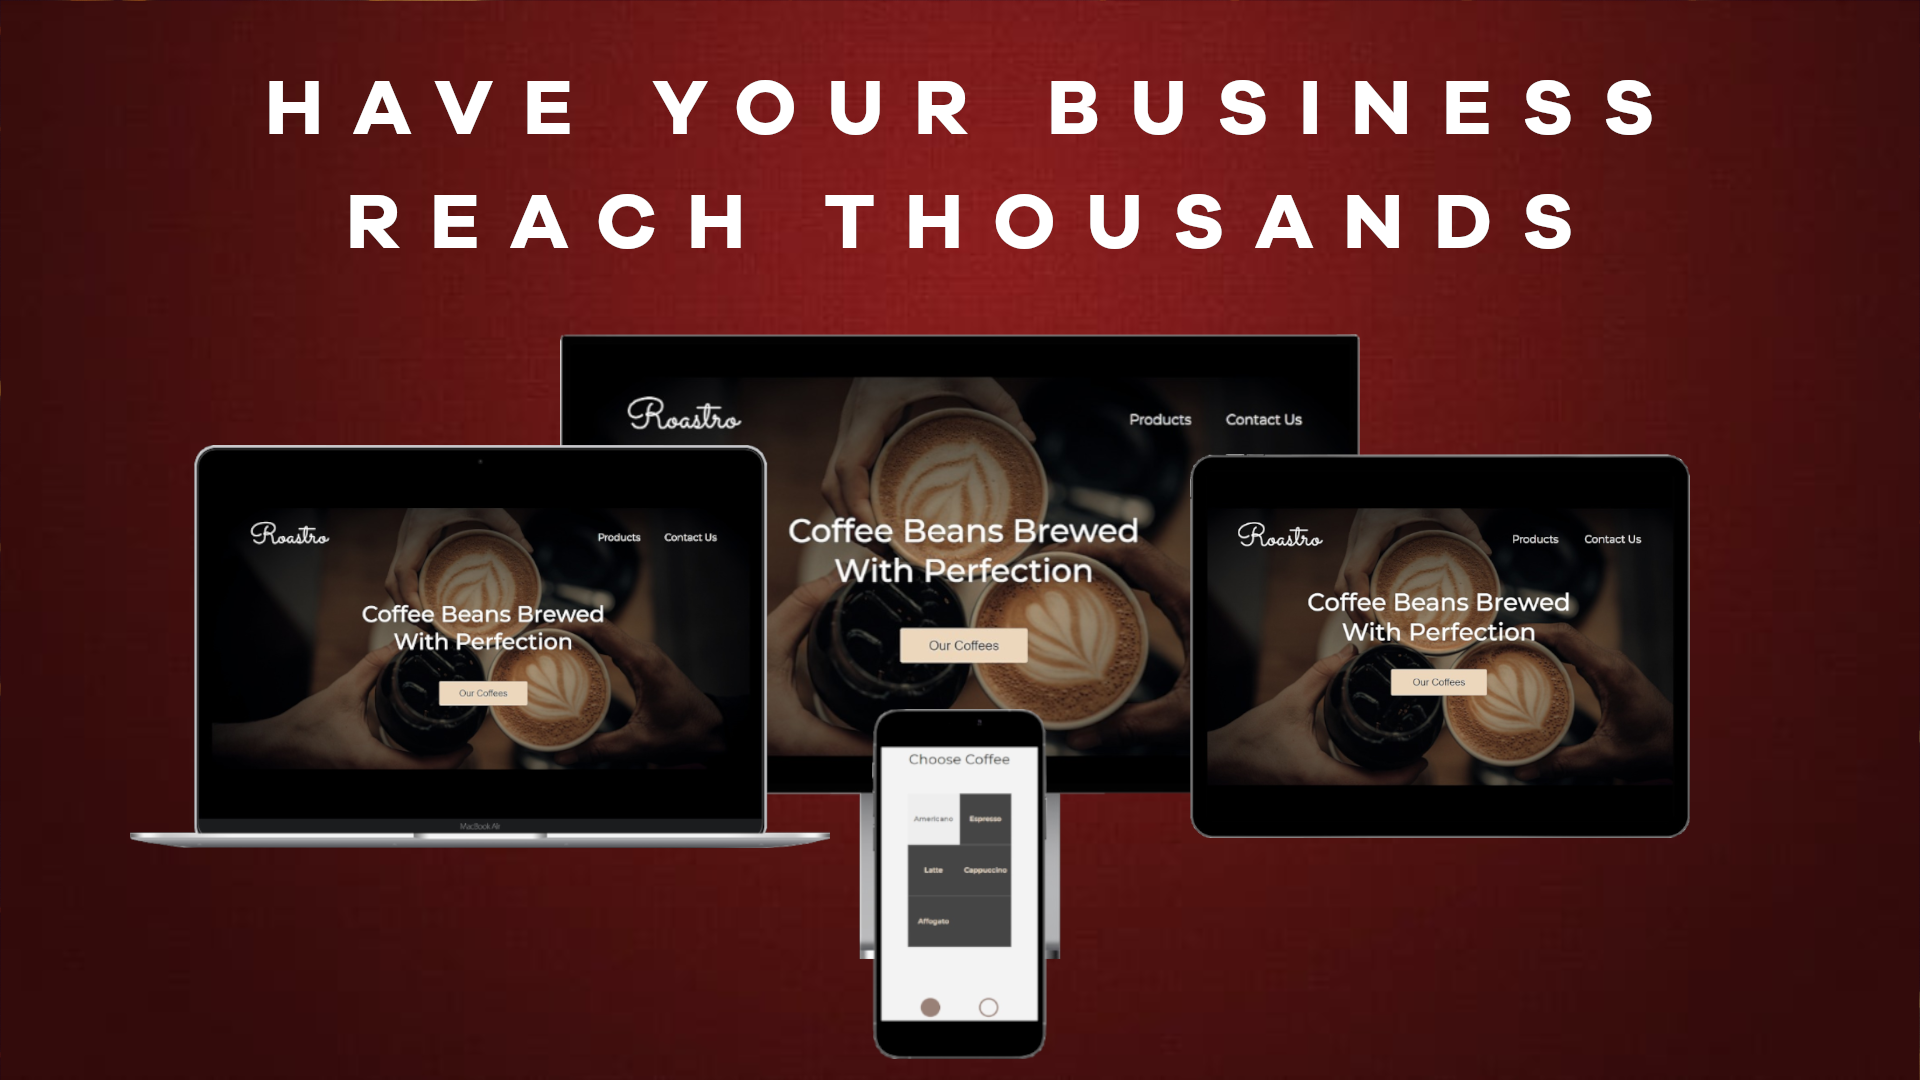 HAVE YOUR BUSINESS
REACH THOUSANDS
Roastro
Products
Contact Us
Coffee Beans Brewed
With Perfection
Our Coffees
Roastro
Products
Contact Us
Coffee Beans Brewed
With Perfection
Our Coffees
MacBook Air
Roastro
Products
Contact Us
Coffee Beans Brewed
With Perfection
Our Coffees
Choose Coffee
Americano
Espresso
Latte
Cappuccino
Affogato